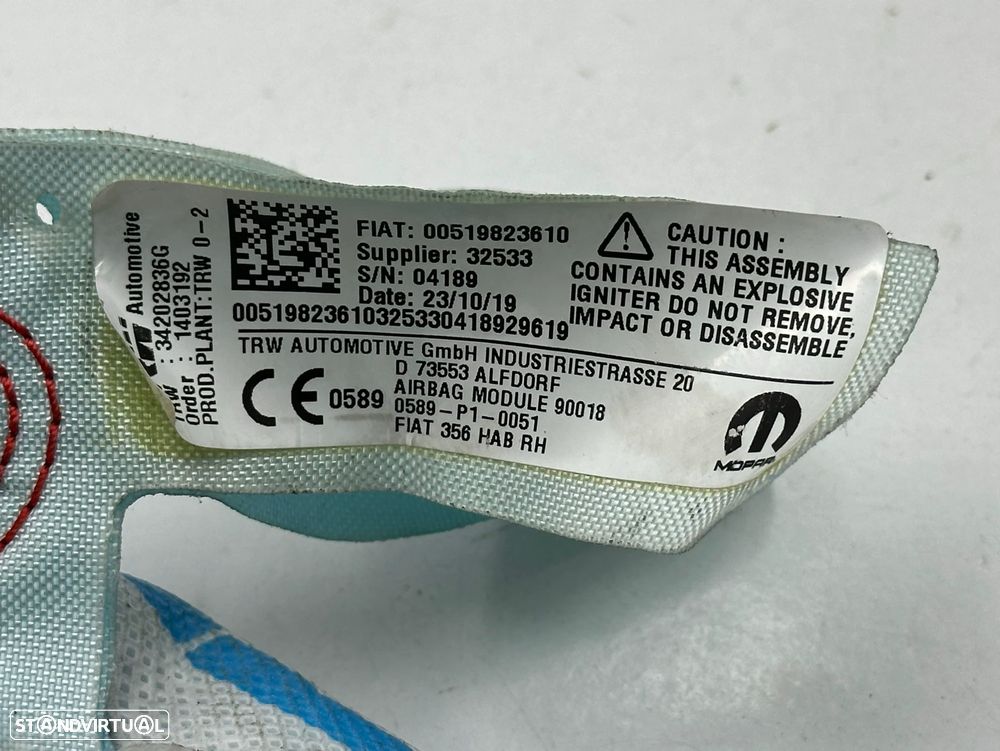 Automotive
TRW : 34202836G
Order : 1403192
PROD.PLANT:TRW 0-2
FIAT: 00519823610
Supplier: 32533
S/N: 04189
Date: 23/10/19
00519823610325330418929619
CAUTION :
THIS ASSEMBLY
CONTAINS AN EXPLOSIVE
IGNITER DO NOT REMOVE,
IMPACT OR DISASSEMBLE
TRW AUTOMOTIVE GmbH INDUSTRIESTRASSE 20
D 73553 ALFDORF
AIRBAG MODULE 90018
0589-P1-0051
FIAT 356 HAB RH
CE 0589
MOPAR
STANDVIRTUAL